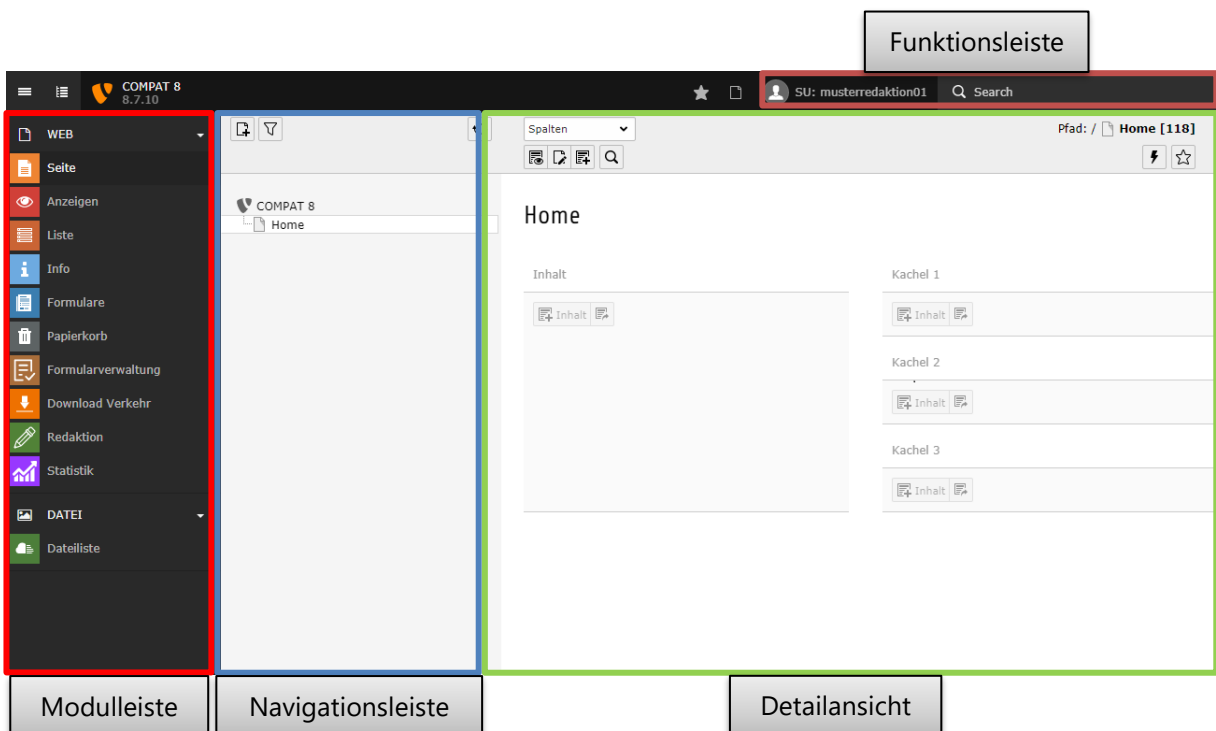 Funktionsleiste
COMPAT 8
8.7.10
SU: musterredaktion01
Search
WEB
Seite
Anzeigen
Liste
Info
Formulare
Papierkorb
Formularverwaltung
Download Verkehr
Redaktion
Statistik
DATEI
Dateiliste
COMPAT 8
Home
Spalten
Pfad: / Home [118]
Home
Inhalt
Inhalt
Kachel 1
Inhalt
Kachel 2
Inhalt
Kachel 3
Inhalt
Modulleiste
Navigationsleiste
Detailansicht